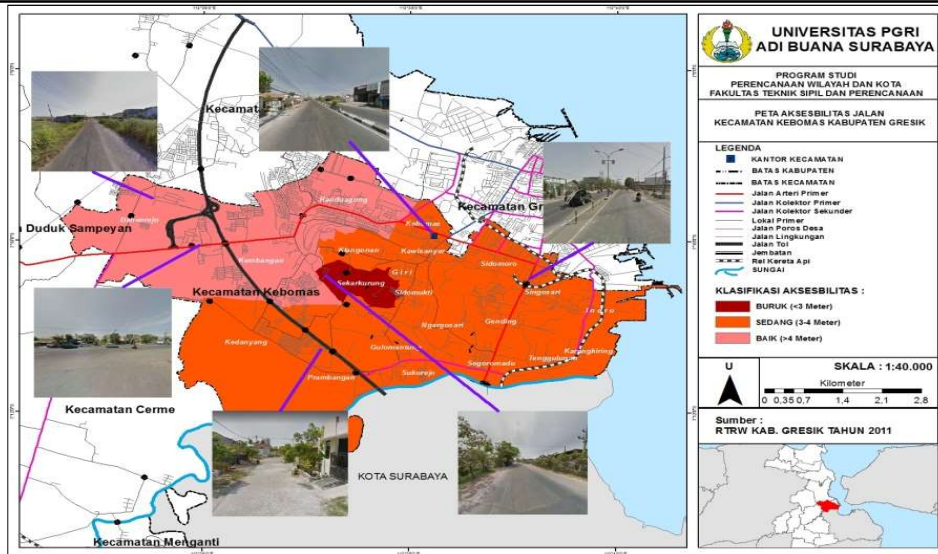 UNIVERSITAS PGRI
ADI BUANA SURABAYA
PROGRAM STUDI
PERENCANAAN WILAYAH DAN KOTA
FAKULTAS TEKNIK SIPIL DAN PERENCANAAN
PETA AKSESBILITAS JALAN
KECAMATAN KEBOMAS KABUPATEN GRESIK
LEGENDA
KANTOR KECAMATAN
BATAS KABUPATEN
BATAS KECAMATAN
Jalan Arteri Primer
Jalan Kolektor Primer
Jalan Kolektor Sekunder
Lokal Primer
Jalan Poros Desa
Jalan Lingkungan
Jalan Tol
Jembatan
Rel Kereta Api
SUNGAI
KLASIFIKASI AKSESBILITAS :
BURUK (<3 Meter)
SEDANG (3-4 Meter)
BAIK (>4 Meter)
U
SKALA : 1:40.000
Kilometer
0 0,35 0,7 1,4 2,1 2,8
Sumber :
RTRW KAB. GRESIK TAHUN 2011
Kecamat
Kecamatan Gr
Duduk Sampeyan
Randuagung
Kebomas
Kawisanyar
Klangonan
Kembangan
Giri
Sidomoro
Sekarkurung
Sidomukti
Singosari
Kecamatan Kebomas
Indro
Ngargosari
Gending
Kedanyang
Gulomantung
Karangkiring
Segoromadu
Tenggulunan
Prambangan
Sukorejo
Kecamatan Cerme
KOTA SURABAYA
Kecamatan Menganti